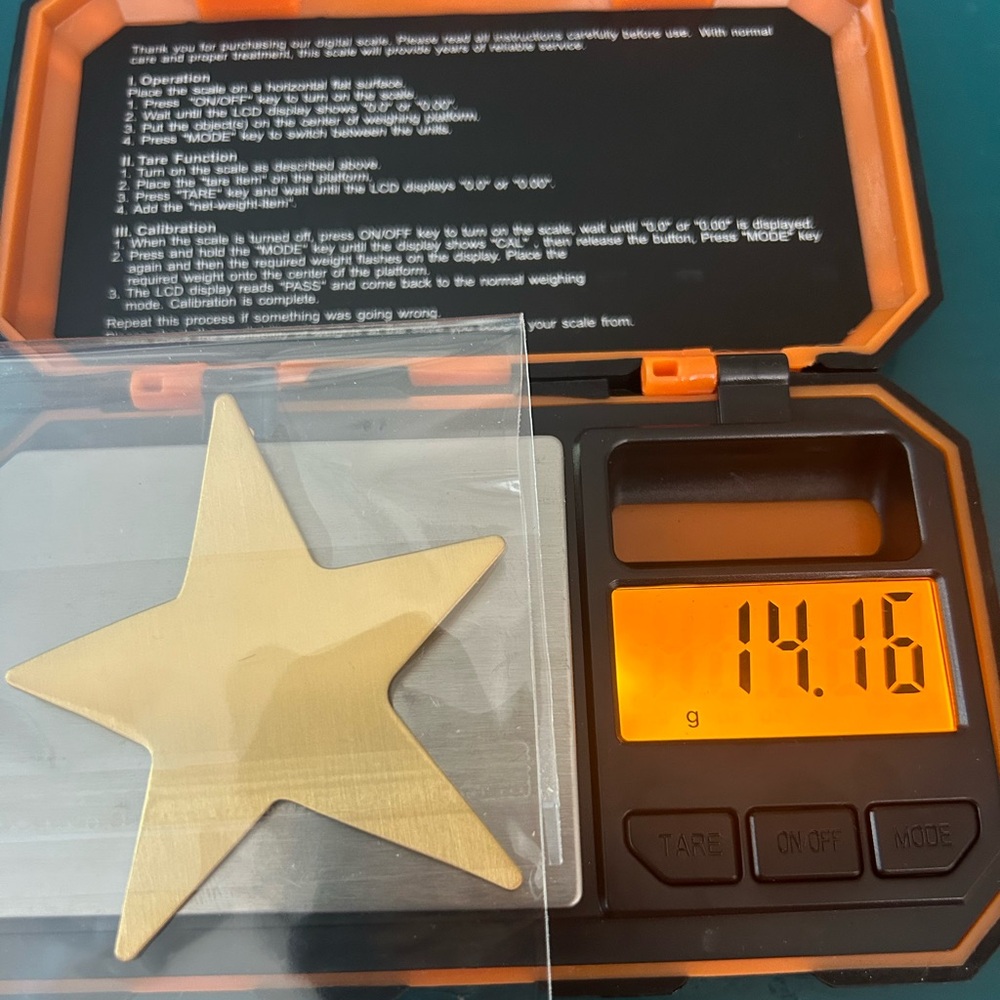 Thank you for purchasing our digital scale. Please read all instructions carefully before use. With normal
care and proper treatment, this scale will provide years of reliable service.
I. Operation
Place the scale on a horizontal flat surface.
1. Press "ON/OFF" key to turn on the scale.
2. Wait until the LCD display shows "0.0" or "0.00".
3. Put the object(s) on the center of weighing platform.
4. Press "MODE" key to switch between the units.
II. Tare Function
1. Turn on the scale as described above.
2. Place the "tare item" on the platform.
3. Press "TARE" key and wait until the LCD displays "0.0" or "0.00".
4. Add the "net-weight-item".
III. Calibration
1. When the scale is turned off, press ON/OFF key to turn on the scale, wait until "0.0" or "0.00" is displayed.
2. Press and hold the "MODE" key until the display shows "CAL", then release the button, Press "MODE" key
again and then the required weight flashes on the display. Place the
required weight onto the center of the platform.
3. The LCD display reads "PASS" and come back to the normal weighing
mode. Calibration is complete.
Repeat this process if something was going wrong.
your scale from.
14.16
g
TARE ON OFF MODE